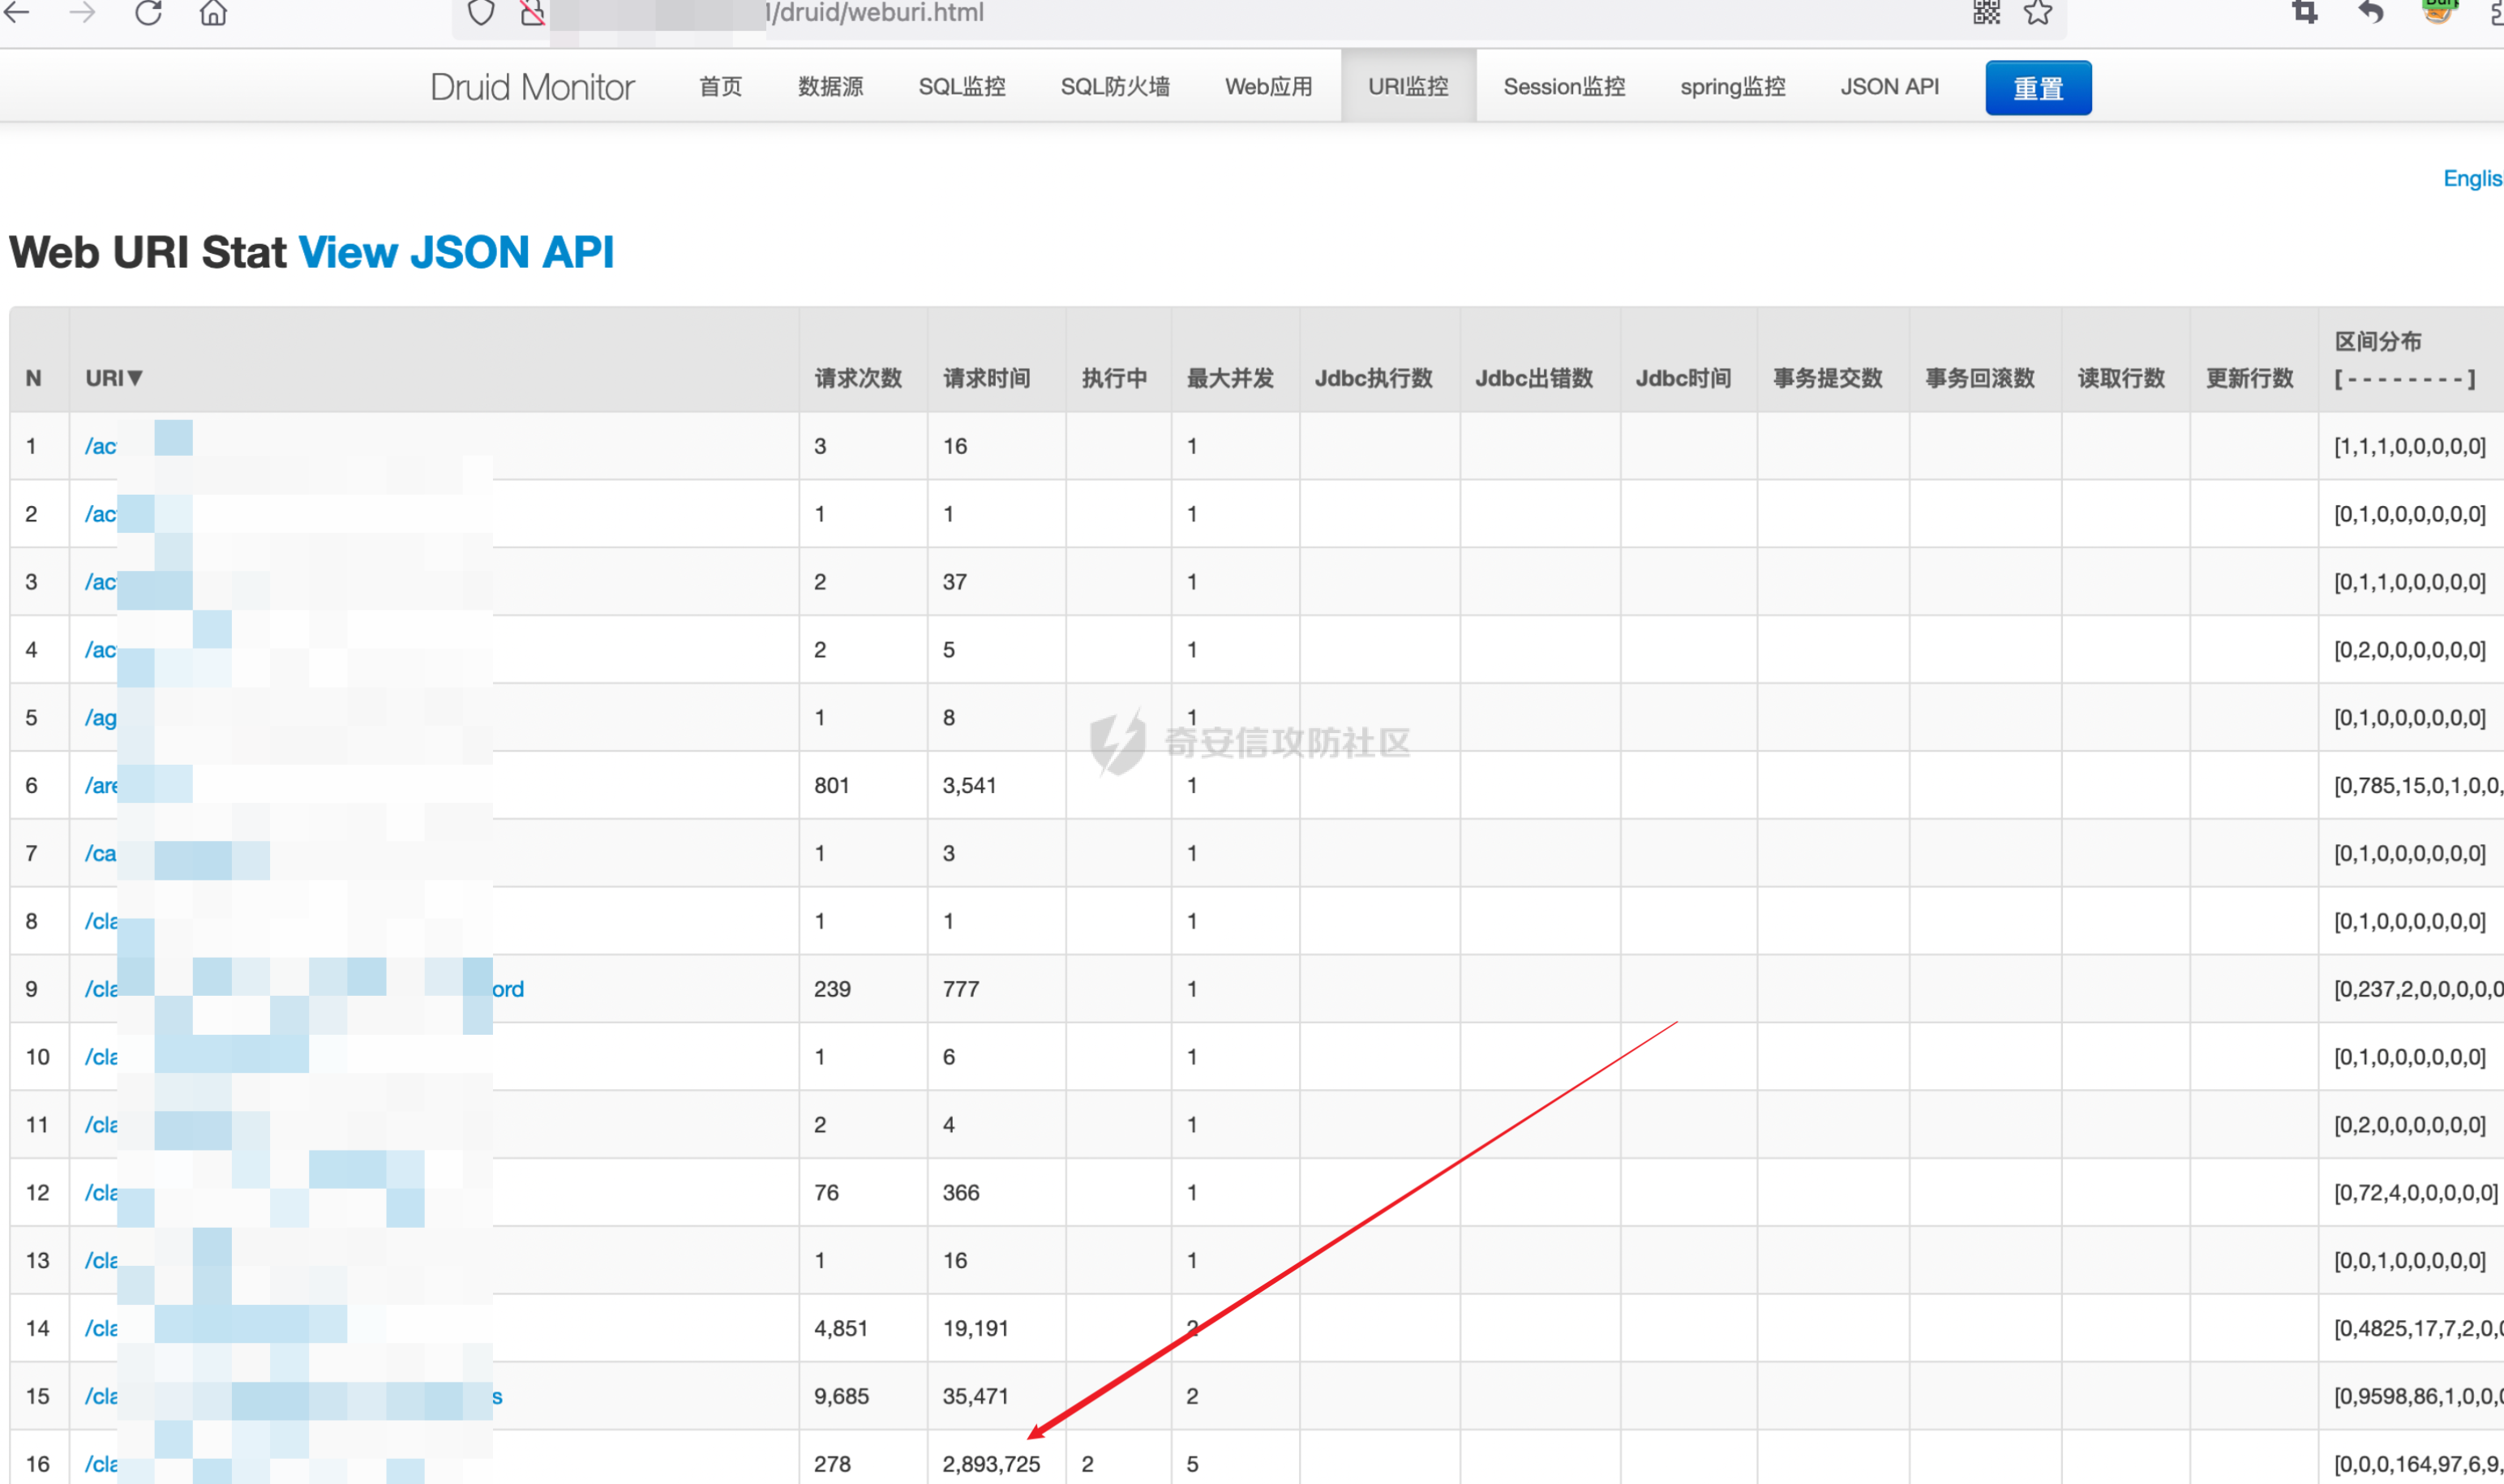 /druid/weburi.html
Druid Monitor 首页 数据源 SQL监控 SQL防火墙 Web应用 URI监控 Session监控 spring监控 JSON API 重置
Englis
Web URI Stat View JSON API
N URI▼ 请求次数 请求时间 执行中 最大并发 Jdbc执行数 Jdbc出错数 Jdbc时间 事务提交数 事务回滚数 读取行数 更新行数 区间分布 [ - - - - - - - - ]
1 /ac 3 16 1 [1,1,1,0,0,0,0,0]
2 /ac 1 1 1 [0,1,0,0,0,0,0,0]
3 /ac 2 37 1 [0,1,1,0,0,0,0,0]
4 /ac 2 5 1 [0,2,0,0,0,0,0,0]
5 /ag 1 8 1 [0,1,0,0,0,0,0,0]
奇安信攻防社区
6 /are 801 3,541 1 [0,785,15,0,1,0,0,
7 /ca 1 3 1 [0,1,0,0,0,0,0,0]
8 /cla 1 1 1 [0,1,0,0,0,0,0,0]
9 /cla ord 239 777 1 [0,237,2,0,0,0,0,0
10 /cla 1 6 1 [0,1,0,0,0,0,0,0]
11 /cla 2 4 1 [0,2,0,0,0,0,0,0]
12 /cla 76 366 1 [0,72,4,0,0,0,0,0]
13 /cla 1 16 1 [0,0,1,0,0,0,0,0]
14 /cla 4,851 19,191 2 [0,4825,17,7,2,0,0
15 /cla s 9,685 35,471 2 [0,9598,86,1,0,0,0
16 /cla 278 2,893,725 2 5 [0,0,0,164,97,6,9,